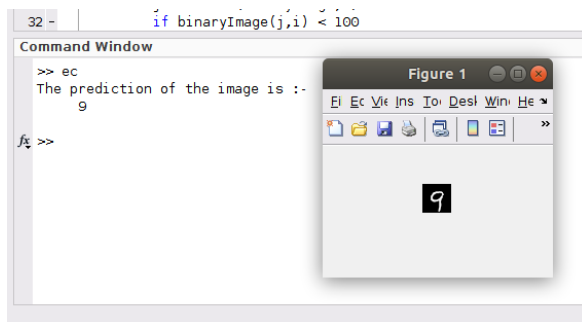 32 -
if binaryImage(j,i) < 100
Command Window
>> ec
The prediction of the image is :-
9
fx >>
Figure 1
Fi Ec Vie Ins Too Desl Win He
»
9